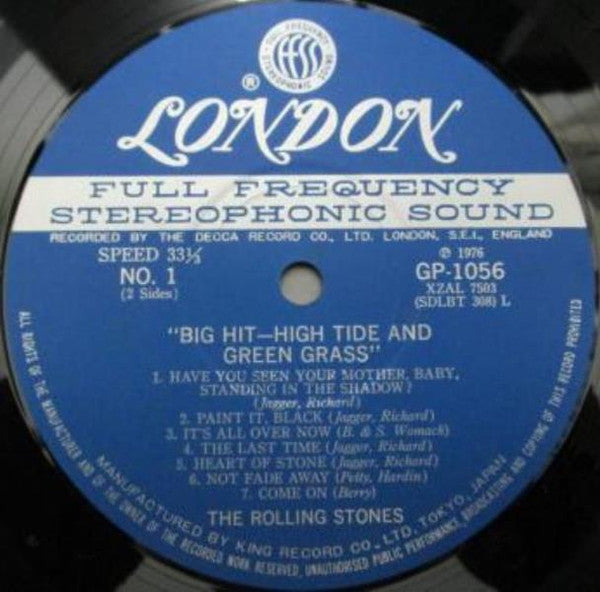 FULL FREQUENCY
ffss
STEREOPHONIC SOUND
® LONDON
FULL FREQUENCY
STEREOPHONIC SOUND
RECORDED BY THE DECCA RECORD CO., LTD. LONDON, S.E.I., ENGLAND
SPEED 33⅓ ℗ 1976
NO. 1 GP-1056
(2 Sides) XZAL 7503
(SDLBT 308) L
"BIG HIT—HIGH TIDE AND
GREEN GRASS"
1. HAVE YOU SEEN YOUR MOTHER, BABY,
STANDING IN THE SHADOW?
(Jagger, Richard)
2. PAINT IT, BLACK (Jagger, Richard)
3. IT'S ALL OVER NOW (B. & S. Womack)
4. THE LAST TIME (Jagger, Richard)
5. HEART OF STONE (Jagger, Richard)
6. NOT FADE AWAY (Petty, Hardin)
7. COME ON (Berry)
THE ROLLING STONES
MANUFACTURED BY KING RECORD CO., LTD. TOKYO, JAPAN
ALL RIGHTS OF THE MANUFACTURER AND OF THE OWNER OF THE RECORDED WORK RESERVED. UNAUTHORISED PUBLIC PERFORMANCE, BROADCASTING AND COPYING OF THIS RECORD PROHIBITED